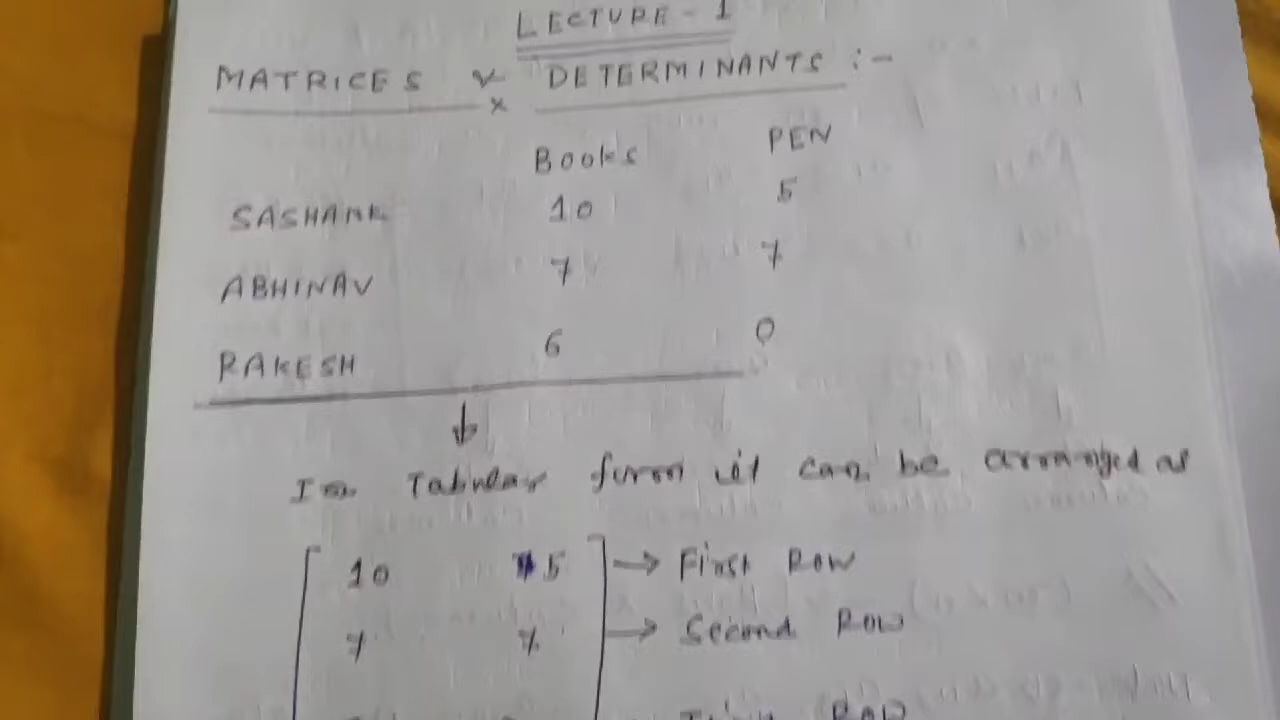 LECTURE - 1
MATRICES & DETERMINANTS :-
Books PEN
SASHANK 10 5
ABHINAV 7 7
RAKESH 6 0
In Tabular form it can be arranged as
10 5 → First Row
7 7 → Second Row
Row